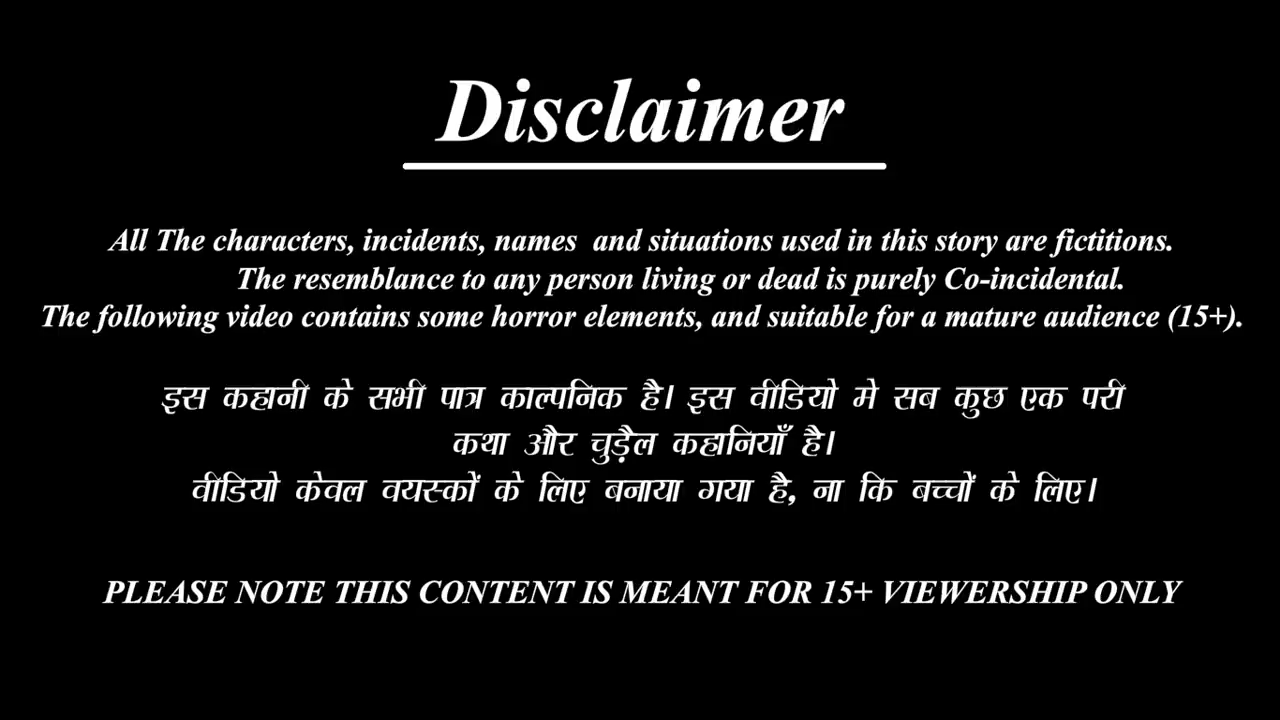 Disclaimer
All The characters, incidents, names and situations used in this story are fictitions.
The resemblance to any person living or dead is purely Co-incidental.
The following video contains some horror elements, and suitable for a mature audience (15+).
इस कहानी के सभी पात्र काल्पनिक है। इस वीडियो मे सब कुछ एक परी
कथा और चुड़ैल कहानियाँ है।
वीडियो केवल वयस्कों के लिए बनाया गया है, ना कि बच्चों के लिए।
PLEASE NOTE THIS CONTENT IS MEANT FOR 15+ VIEWERSHIP ONLY